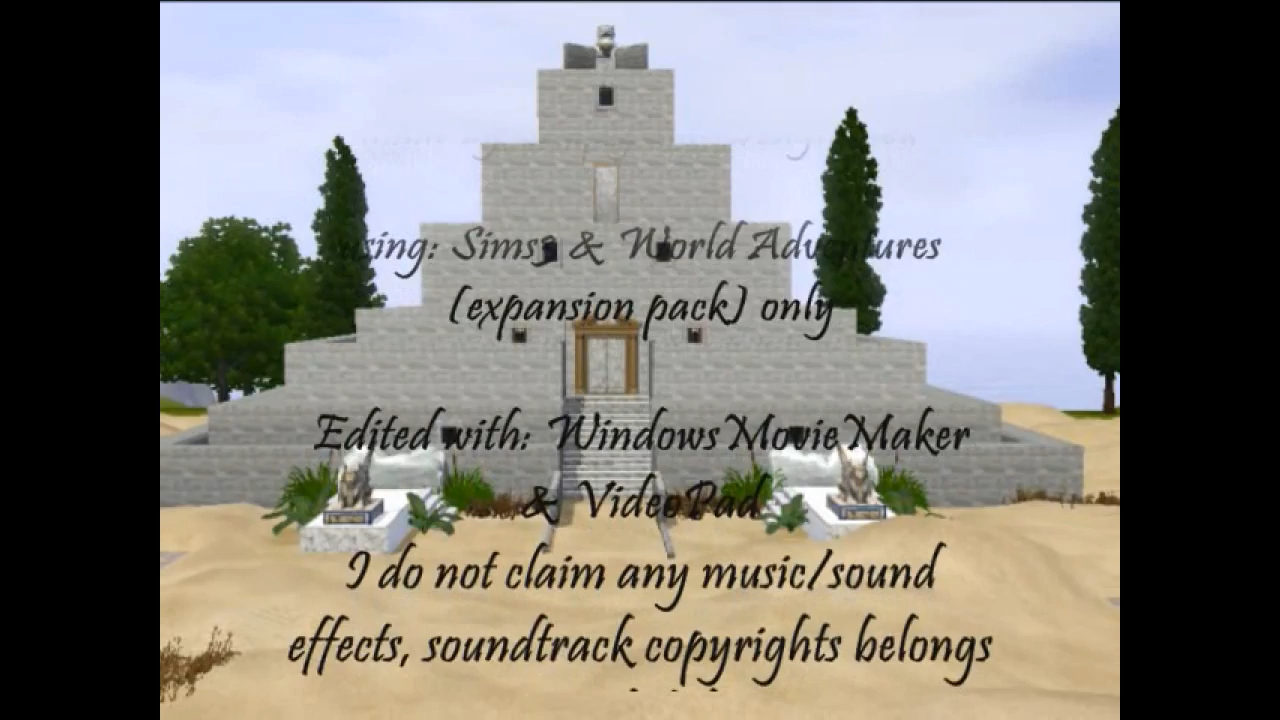 using: Sims3 & World Adventures
(expansion pack) only
Edited with: Windows Movie Maker
& VideoPad
I do not claim any music/sound
effects, soundtrack copyrights belongs